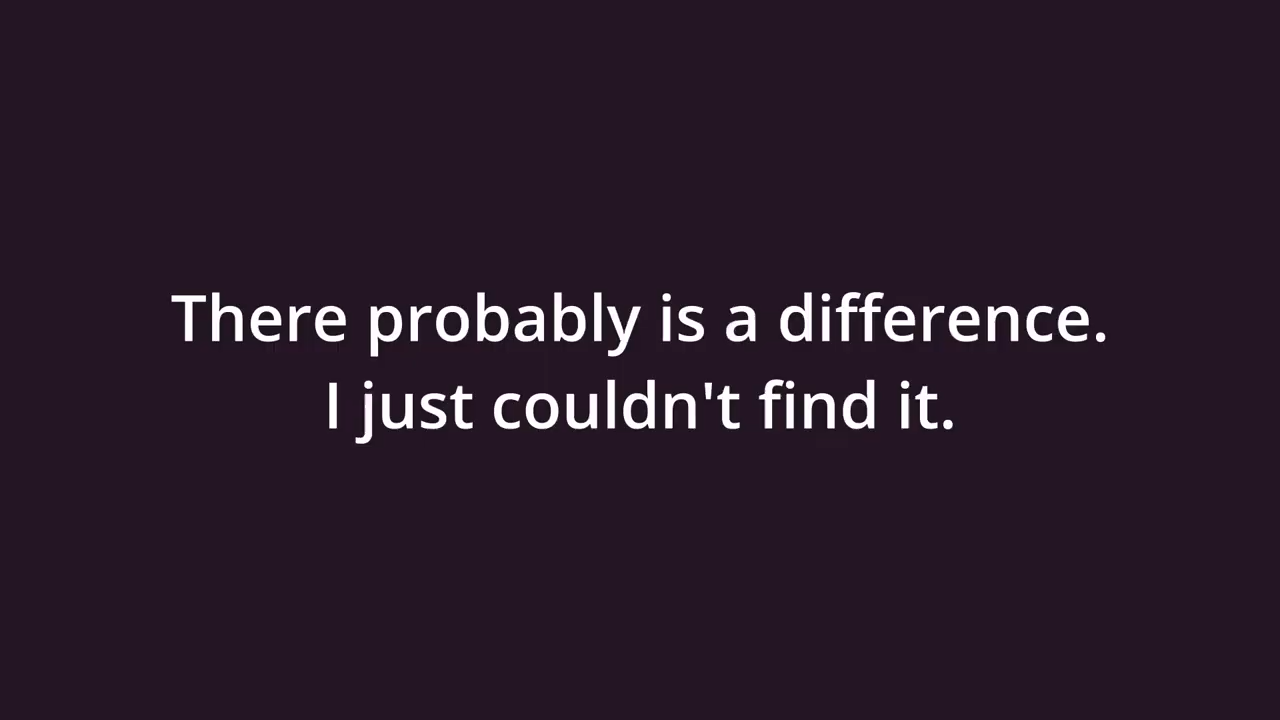 There probably is a difference.
I just couldn't find it.